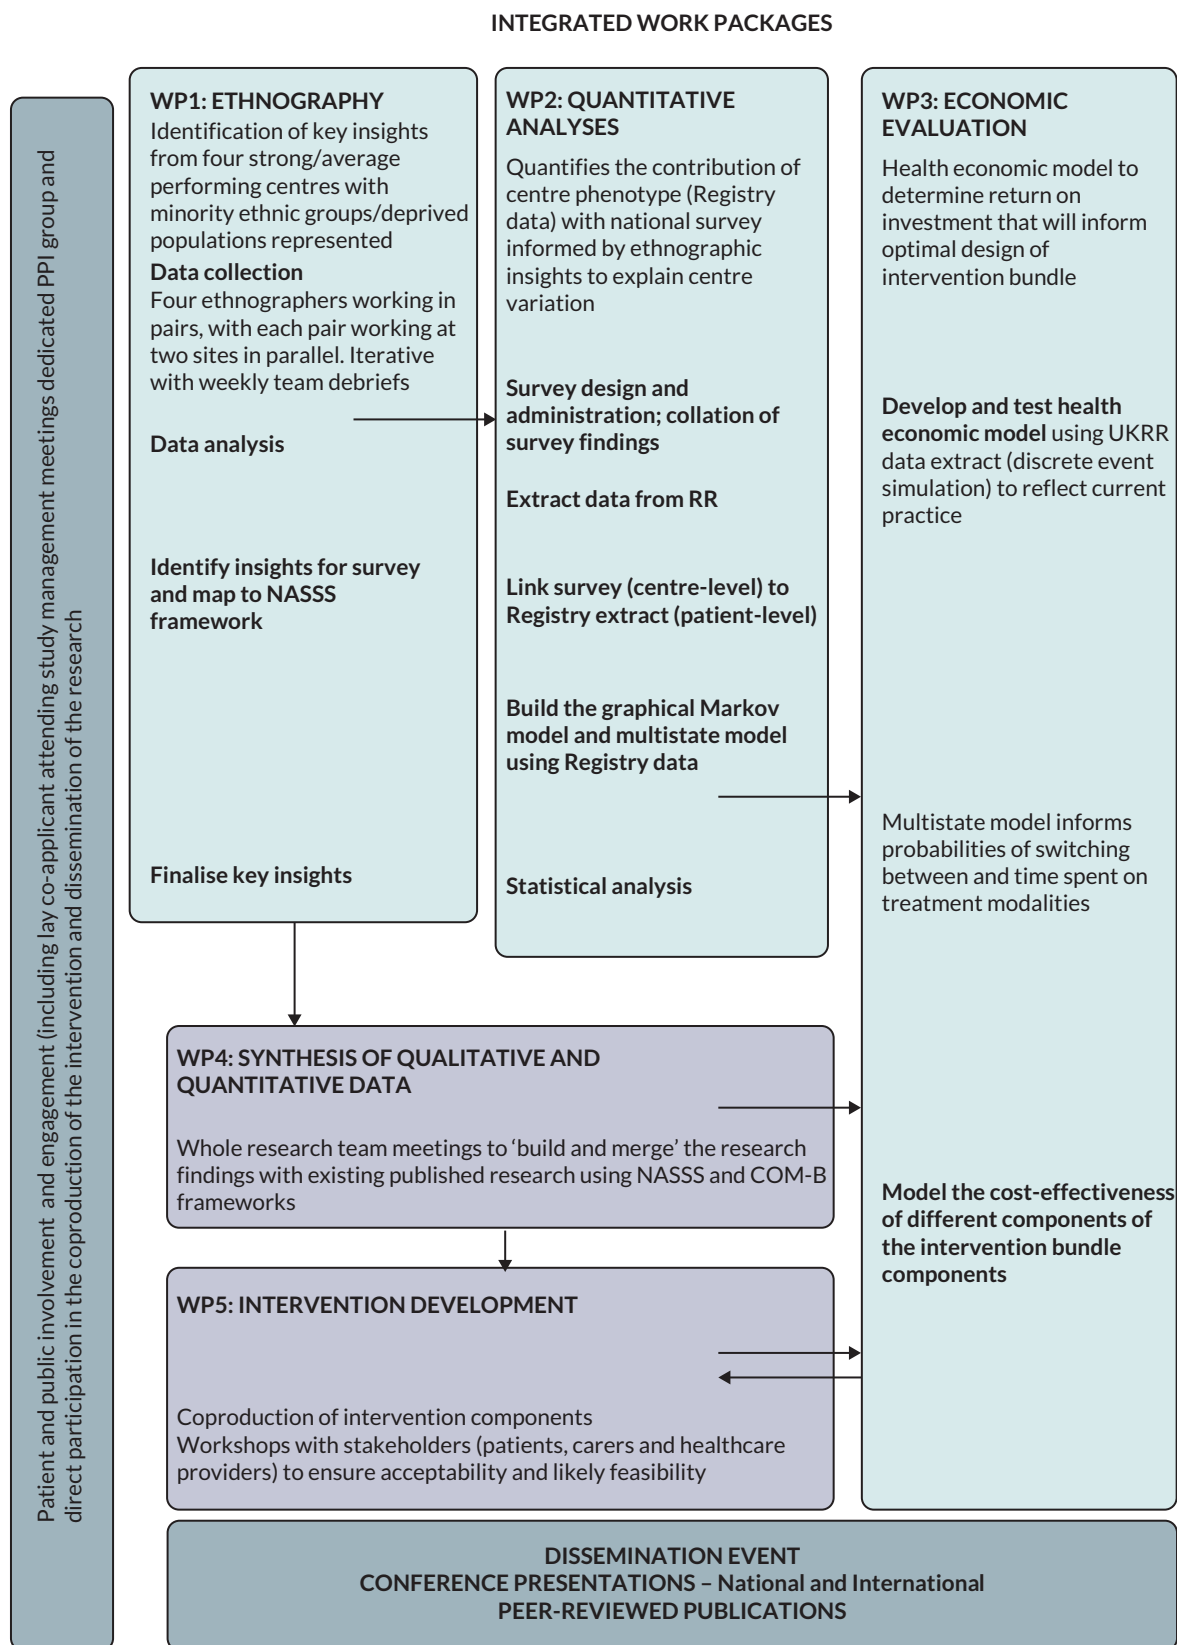 INTEGRATED WORK PACKAGES
Patient and public involvement and engagement (including lay co-applicant attending study management meetings dedicated PPI group and
direct participation in the coproduction of the intervention and dissemination of the research
WP1: ETHNOGRAPHY
Identification of key insights
from four strong/average
performing centres with
minority ethnic groups/deprived
populations represented
Data collection
Four ethnographers working in
pairs, with each pair working at
two sites in parallel. Iterative
with weekly team debriefs
Data analysis
Identify insights for survey
and map to NASSS
framework
Finalise key insights
WP2: QUANTITATIVE
ANALYSES
Quantifies the contribution of
centre phenotype (Registry
data) with national survey
informed by ethnographic
insights to explain centre
variation
Survey design and
administration; collation of
survey findings
Extract data from RR
Link survey (centre-level) to
Registry extract (patient-level)
Build the graphical Markov
model and multistate model
using Registry data
Statistical analysis
WP3: ECONOMIC
EVALUATION
Health economic model to
determine return on
investment that will inform
optimal design of
intervention bundle
Develop and test health
economic model using UKRR
data extract (discrete event
simulation) to reflect current
practice
Multistate model informs
probabilities of switching
between and time spent on
treatment modalities
Model the cost-effectiveness
of different components of
the intervention bundle
components
WP4: SYNTHESIS OF QUALITATIVE AND
QUANTITATIVE DATA
Whole research team meetings to ‘build and merge’ the research
findings with existing published research using NASSS and COM-B
frameworks
WP5: INTERVENTION DEVELOPMENT
Coproduction of intervention components
Workshops with stakeholders (patients, carers and healthcare
providers) to ensure acceptability and likely feasibility
DISSEMINATION EVENT
CONFERENCE PRESENTATIONS – National and International
PEER-REVIEWED PUBLICATIONS